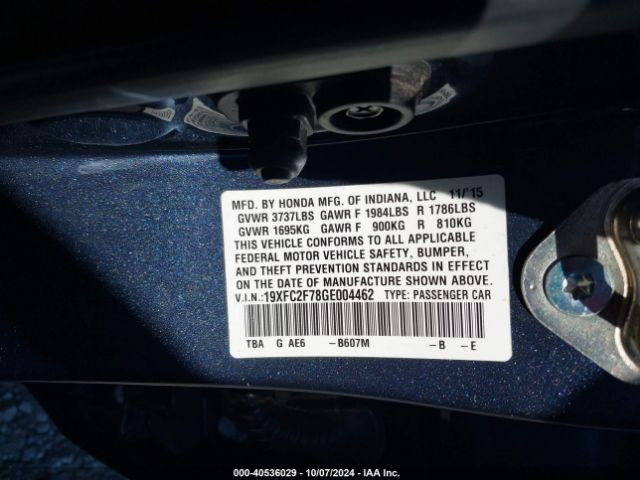 MFD. BY HONDA MFG. OF INDIANA, LLC 11/'15
GVWR 3737LBS GAWR F 1984LBS R 1786LBS
GVWR 1695KG GAWR F 900KG R 810KG
THIS VEHICLE CONFORMS TO ALL APPLICABLE
FEDERAL MOTOR VEHICLE SAFETY, BUMPER,
AND THEFT PREVENTION STANDARDS IN EFFECT
ON THE DATE OF MANUFACTURE SHOWN ABOVE.
V.I.N.:19XFC2F78GE004462 TYPE: PASSENGER CAR
TBA G AE6 -B607M -B -E
000-40536029 - 10/07/2024 - IAA Inc.